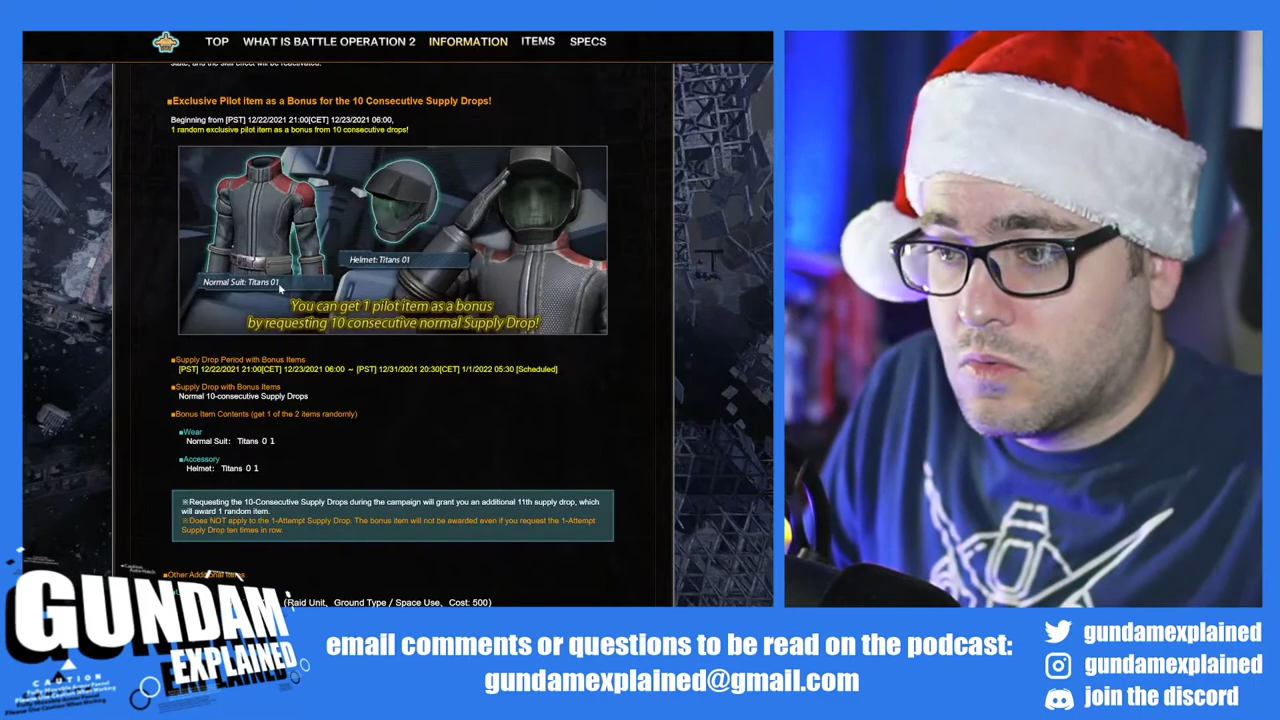 TOP WHAT IS BATTLE OPERATION 2 INFORMATION ITEMS SPECS
■Exclusive Pilot item as a Bonus for the 10 Consecutive Supply Drops!
Beginning from [PST] 12/22/2021 21:00[CET] 12/23/2021 06:00,
1 random exclusive pilot item as a bonus from 10 consecutive drops!
Helmet: Titans 01
Normal Suit: Titans 01
You can get 1 pilot item as a bonus
by requesting 10 consecutive normal Supply Drop!
■Supply Drop Period with Bonus Items
[PST] 12/22/2021 21:00[CET] 12/23/2021 06:00 ~ [PST] 12/31/2021 20:30[CET] 1/1/2022 05:30 [Scheduled]
■Supply Drop with Bonus Items
Normal 10-consecutive Supply Drops
■Bonus Item Contents (get 1 of the 2 items randomly)
■Wear
Normal Suit: Titans 0 1
■Accessory
Helmet: Titans 0 1
※Requesting the 10-Consecutive Supply Drops during the campaign will grant you an additional 11th supply drop, which
will award 1 random item.
※Does NOT apply to the 1-Attempt Supply Drop. The bonus item will not be awarded even if you request the 1-Attempt
Supply Drop ten times in row.
■Other Additional Items
(Raid Unit、Ground Type / Space Use、Cost: 500)
GUNDAM
EXPLAINED
CAUTION
email comments or questions to be read on the podcast:
gundamexplained@gmail.com
gundamexplained
gundamexplained
join the discord